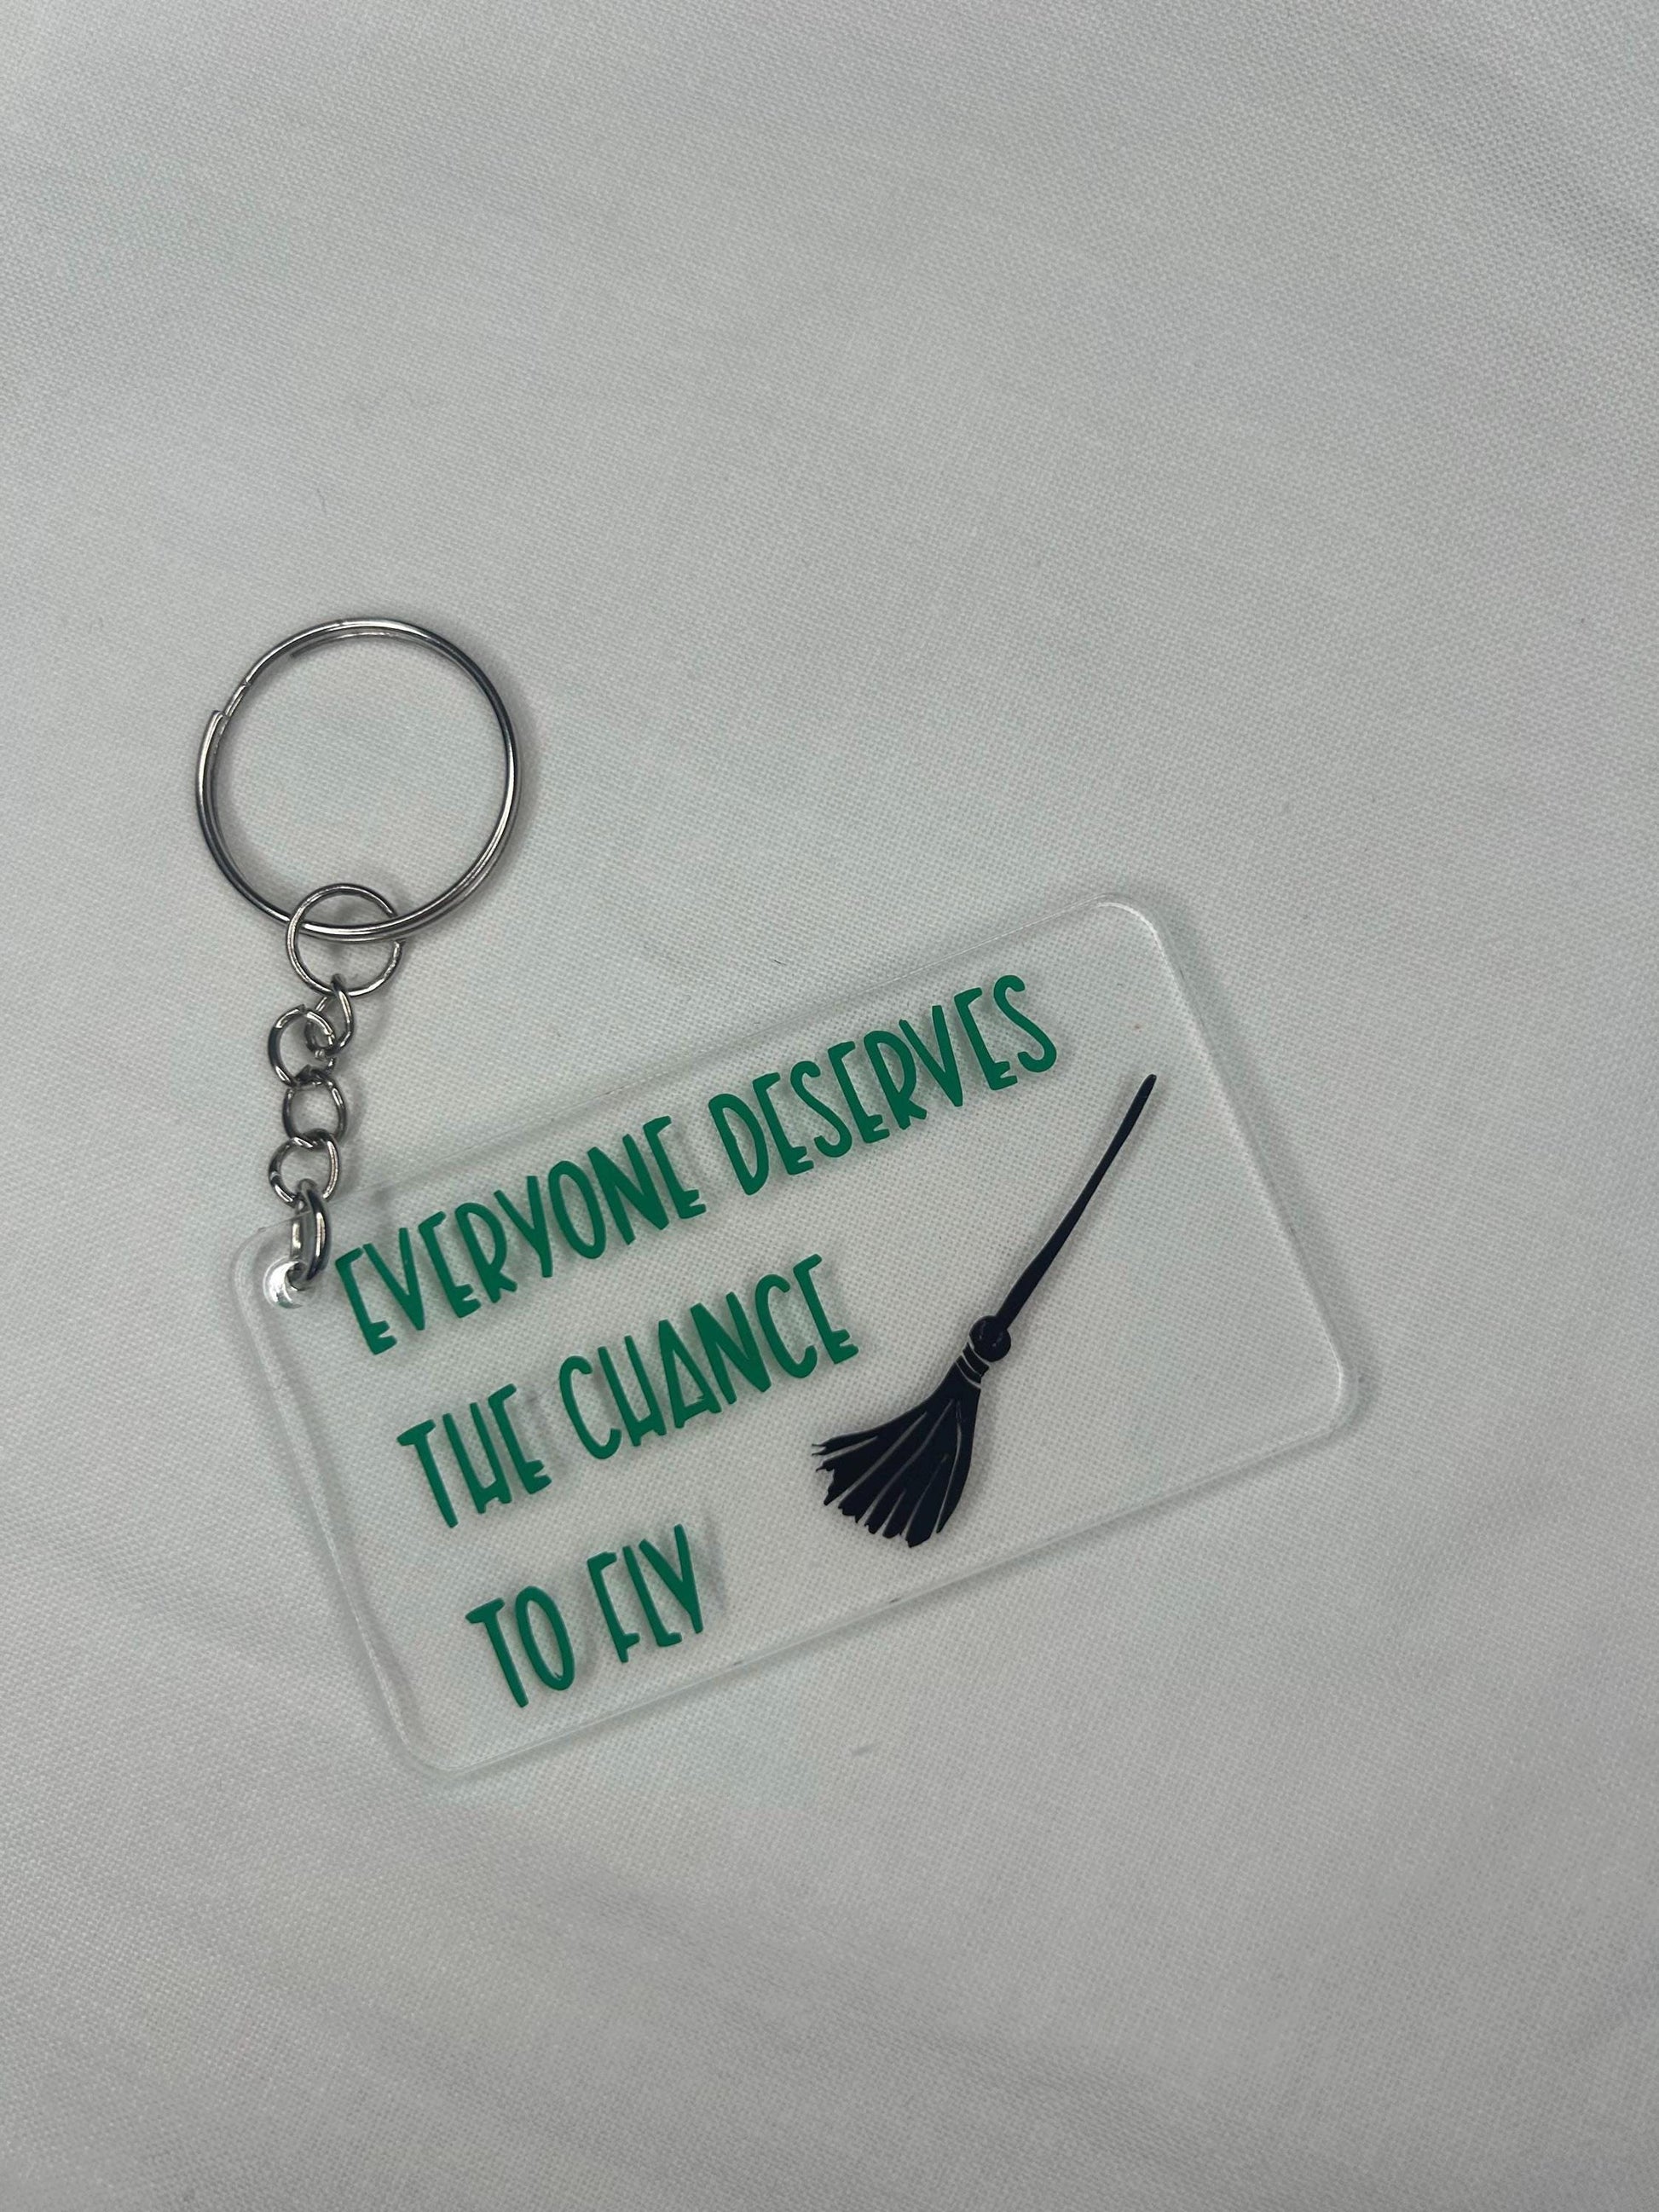 EVERYONE DESERVES
THE CHANCE
TO FLY